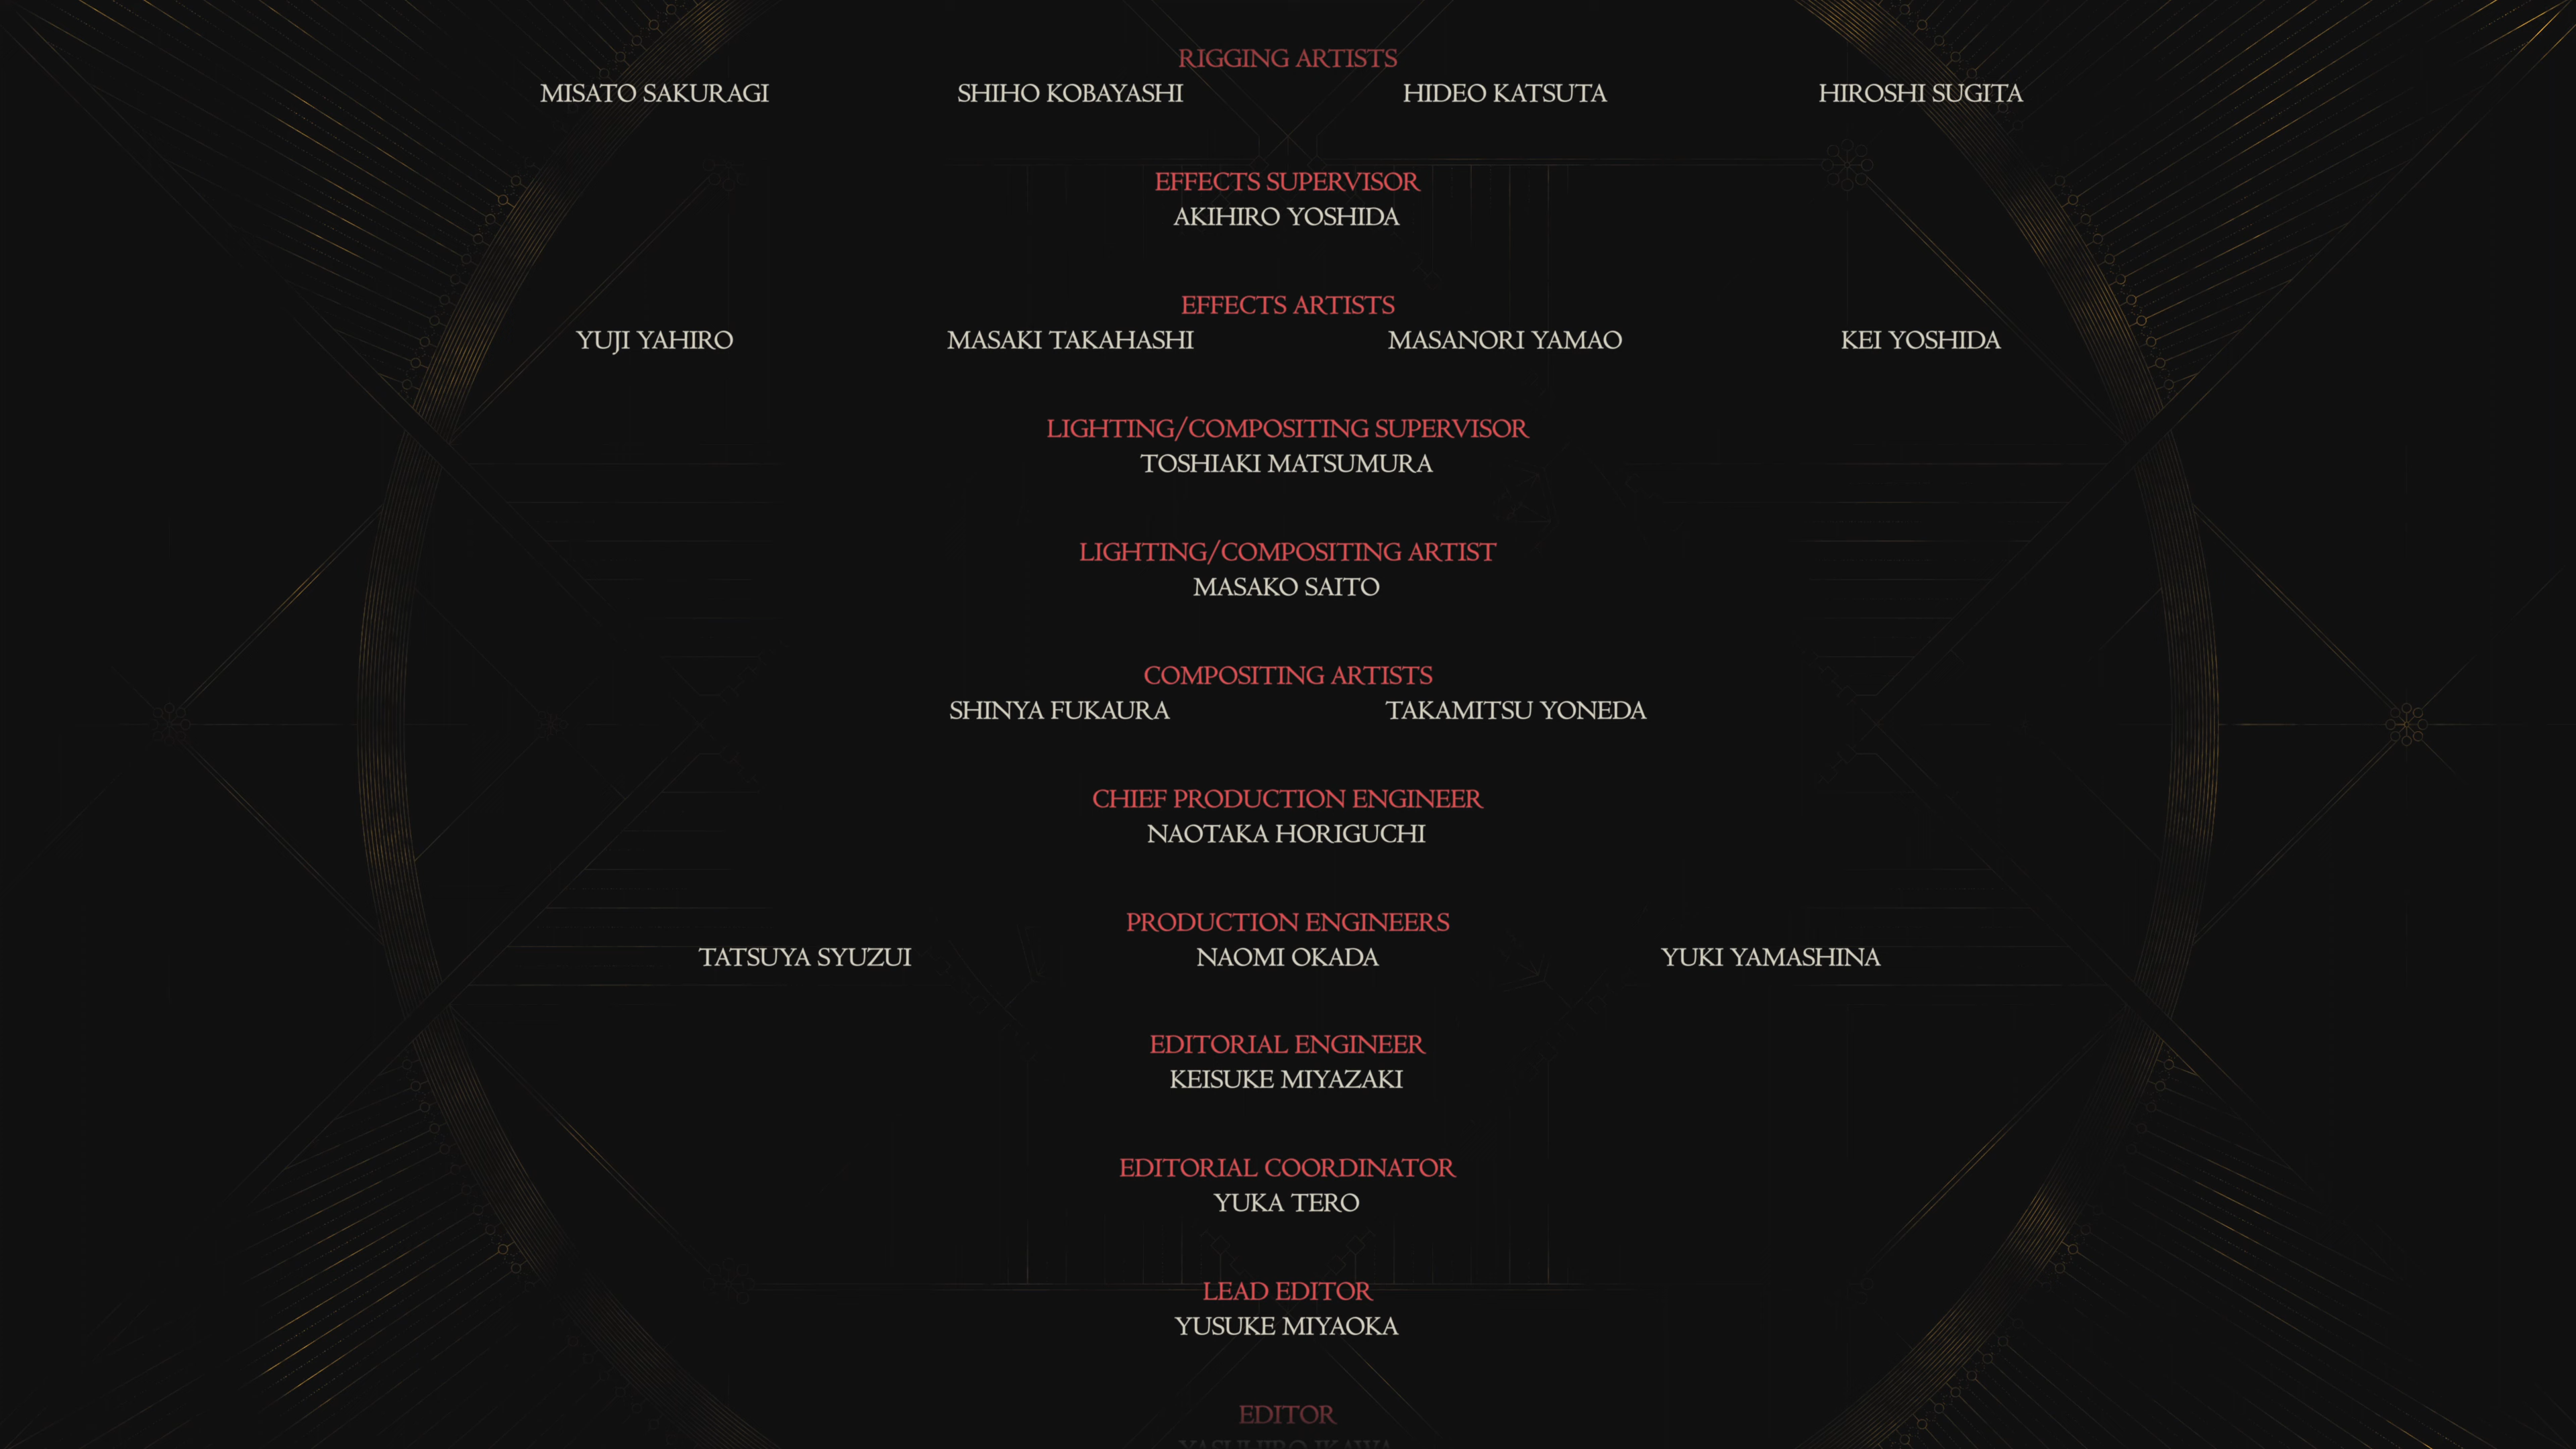 RIGGING ARTISTS
MISATO SAKURAGI SHIHO KOBAYASHI HIDEO KATSUTA HIROSHI SUGITA
EFFECTS SUPERVISOR
AKIHIRO YOSHIDA
EFFECTS ARTISTS
YUJI YAHIRO MASAKI TAKAHASHI MASANORI YAMAO KEI YOSHIDA
LIGHTING/COMPOSITING SUPERVISOR
TOSHIAKI MATSUMURA
LIGHTING/COMPOSITING ARTIST
MASAKO SAITO
COMPOSITING ARTISTS
SHINYA FUKAURA TAKAMITSU YONEDA
CHIEF PRODUCTION ENGINEER
NAOTAKA HORIGUCHI
PRODUCTION ENGINEERS
TATSUYA SYUZUI NAOMI OKADA YUKI YAMASHINA
EDITORIAL ENGINEER
KEISUKE MIYAZAKI
EDITORIAL COORDINATOR
YUKA TERO
LEAD EDITOR
YUSUKE MIYAOKA
EDITOR